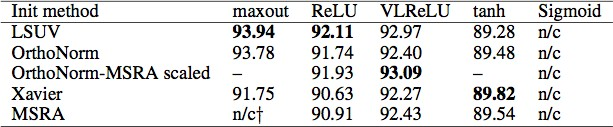 Init method maxout ReLU VLReLU tanh Sigmoid
LSUV 93.94 92.11 92.97 89.28 n/c
OrthoNorm 93.78 91.74 92.40 89.48 n/c
OrthoNorm-MSRA scaled – 91.93 93.09 – n/c
Xavier 91.75 90.63 92.27 89.82 n/c
MSRA n/c† 90.91 92.43 89.54 n/c